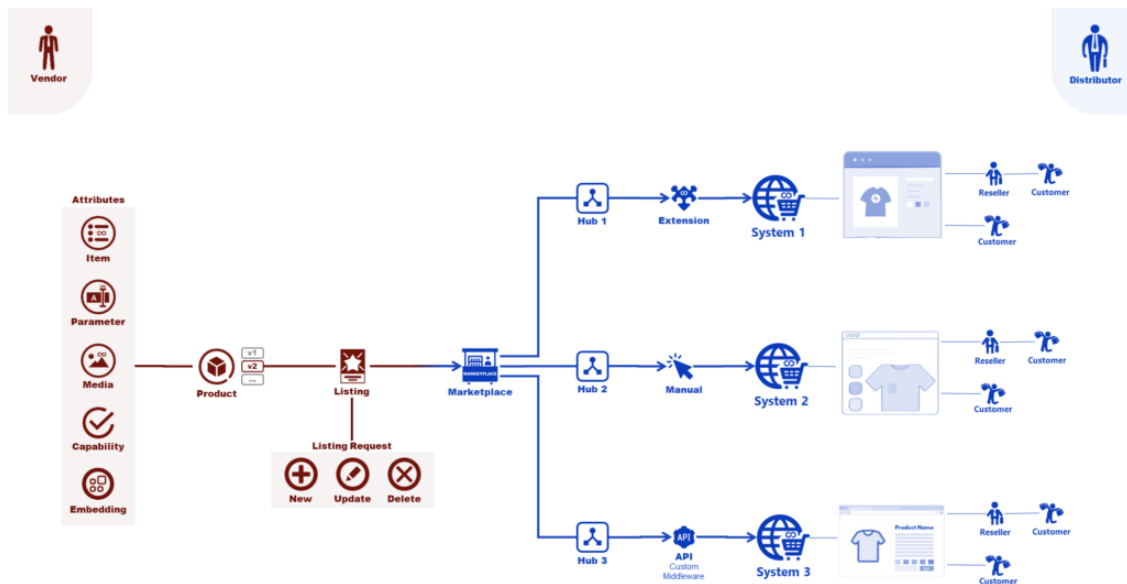 Vendor
Distributor
Attributes
Item
Parameter
Media
Capability
Embedding
Product
v1
v2
...
Listing
Listing Request
New
Update
Delete
MARKETPLACE
Marketplace
Hub 1
Extension
System 1
Reseller
Customer
Customer
Hub 2
Manual
System 2
Reseller
Customer
Customer
Hub 3
API
API
Custom
Middleware
System 3
Product Name
Reseller
Customer
Customer